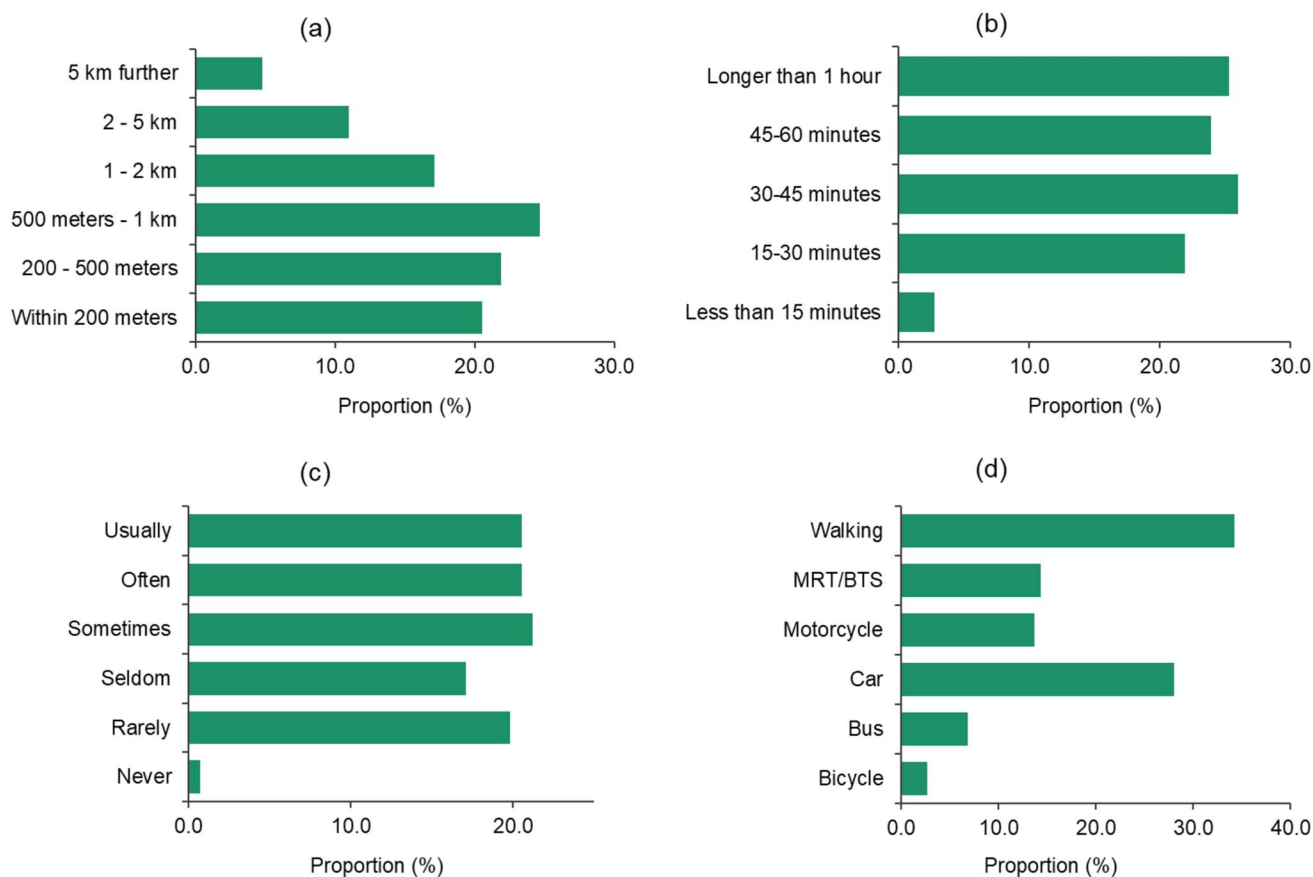 (a)
5 km further
2 - 5 km
1 - 2 km
500 meters - 1 km
200 - 500 meters
Within 200 meters
0.0 10.0 20.0 30.0
Proportion (%)
(b)
Longer than 1 hour
45-60 minutes
30-45 minutes
15-30 minutes
Less than 15 minutes
0.0 10.0 20.0 30.0
Proportion (%)
(c)
Usually
Often
Sometimes
Seldom
Rarely
Never
0.0 10.0 20.0
Proportion (%)
(d)
Walking
MRT/BTS
Motorcycle
Car
Bus
Bicycle
0.0 10.0 20.0 30.0 40.0
Proportion (%)